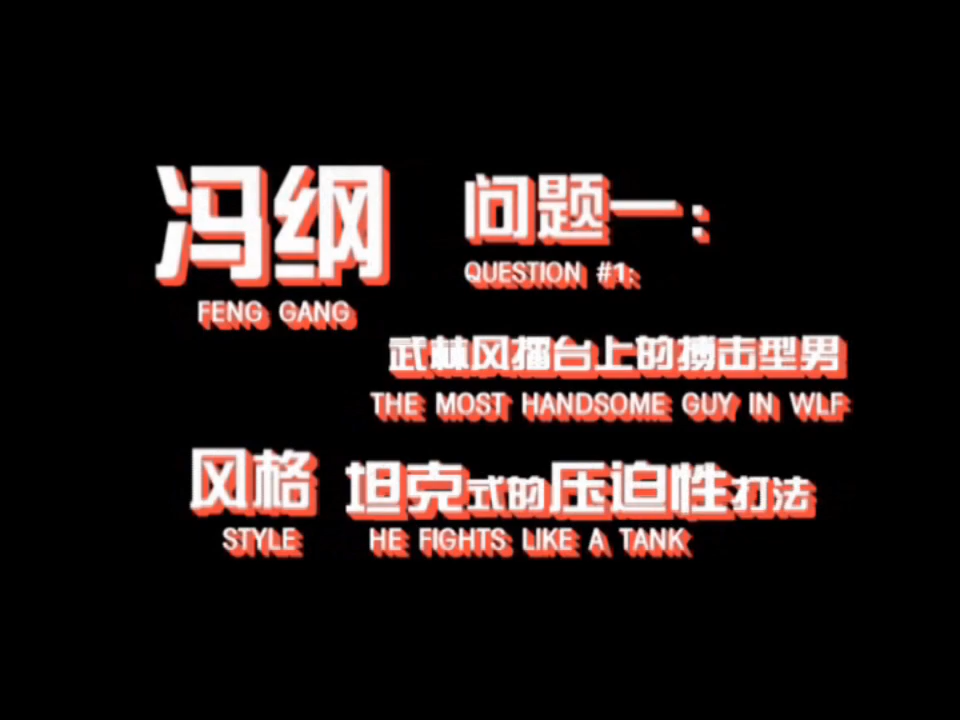 冯纲
FENG GANG
问题一：
QUESTION #1:
武林风擂台上的搏击型男
THE MOST HANDSOME GUY IN WLF
风格 坦克式的压迫性打法
STYLE HE FIGHTS LIKE A TANK